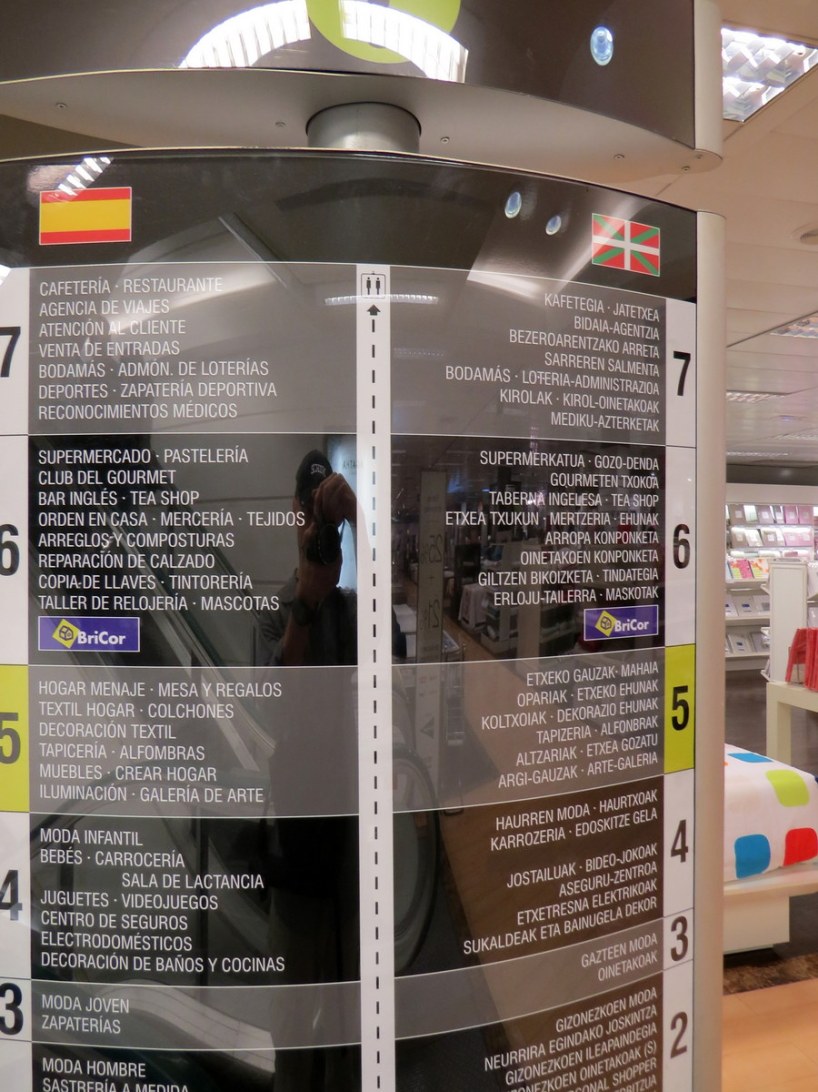 7
CAFETERÍA · RESTAURANTE
AGENCIA DE VIAJES
ATENCIÓN AL CLIENTE
VENTA DE ENTRADAS
BODAMÁS · ADMÓN. DE LOTERÍAS
DEPORTES · ZAPATERÍA DEPORTIVA
RECONOCIMIENTOS MÉDICOS
6
SUPERMERCADO · PASTELERÍA
CLUB DEL GOURMET
BAR INGLÉS · TEA SHOP
ORDEN EN CASA · MERCERÍA · TEJIDOS
ARREGLOS Y COMPOSTURAS
REPARACIÓN DE CALZADO
COPIA DE LLAVES · TINTORERÍA
TALLER DE RELOJERÍA · MASCOTAS
BriCor
5
HOGAR MENAJE · MESA Y REGALOS
TEXTIL HOGAR · COLCHONES
DECORACIÓN TEXTIL
TAPICERÍA · ALFOMBRAS
MUEBLES · CREAR HOGAR
ILUMINACIÓN · GALERÍA DE ARTE
4
MODA INFANTIL
BEBÉS · CARROCERÍA
SALA DE LACTANCIA
JUGUETES · VIDEOJUEGOS
CENTRO DE SEGUROS
ELECTRODOMÉSTICOS
DECORACIÓN DE BAÑOS Y COCINAS
3
MODA JOVEN
ZAPATERÍAS
MODA HOMBRE
SASTRERÍA A MEDIDA
KAFETEGIA · JATETXEA
BIDAIA-AGENTZIA
BEZEROARENTZAKO ARRETA
SARREREN SALMENTA
BODAMÁS · LOTERIA-ADMINISTRAZIOA
KIROLAK · KIROL-OINETAKOAK
MEDIKU-AZTERKETAK
7
SUPERMERKATUA · GOZO-DENDA
GOURMETEN TXOKOA
TABERNA INGELESA · TEA SHOP
ETXEA TXUKUN · MERTZERIA · EHUNAK
ARROPA KONPONKETA
OINETAKOEN KONPONKETA
GILTZEN BIKOIZKETA · TINDATEGIA
ERLOJU-TAILERRA · MASKOTAK
BriCor
6
ETXEKO GAUZAK· MAHAIA
OPARIAK · ETXEKO EHUNAK
KOLTXOIAK · DEKORAZIO EHUNAK
TAPIZERIA · ALFONBRAK
ALTZARIAK · ETXEA GOZATU
ARGI-GAUZAK · ARTE-GALERIA
5
HAURREN MODA · HAURTXOAK
KARROZERIA · EDOSKITZE GELA
JOSTAILUAK · BIDEO-JOKOAK
ASEGURU-ZENTROA
ETXETRESNA ELEKTRIKOAK
SUKALDEAK ETA BAINUGELA DEKOR
4
GAZTEEN MODA
OINETAKOAK
3
GIZONEZKOEN MODA
NEURRIRA EGINDAKO JOSKINTZA
GIZONEZKOEN ILEAPAINDEGIA
OINETAKOAK (S)
SHOPPER
2